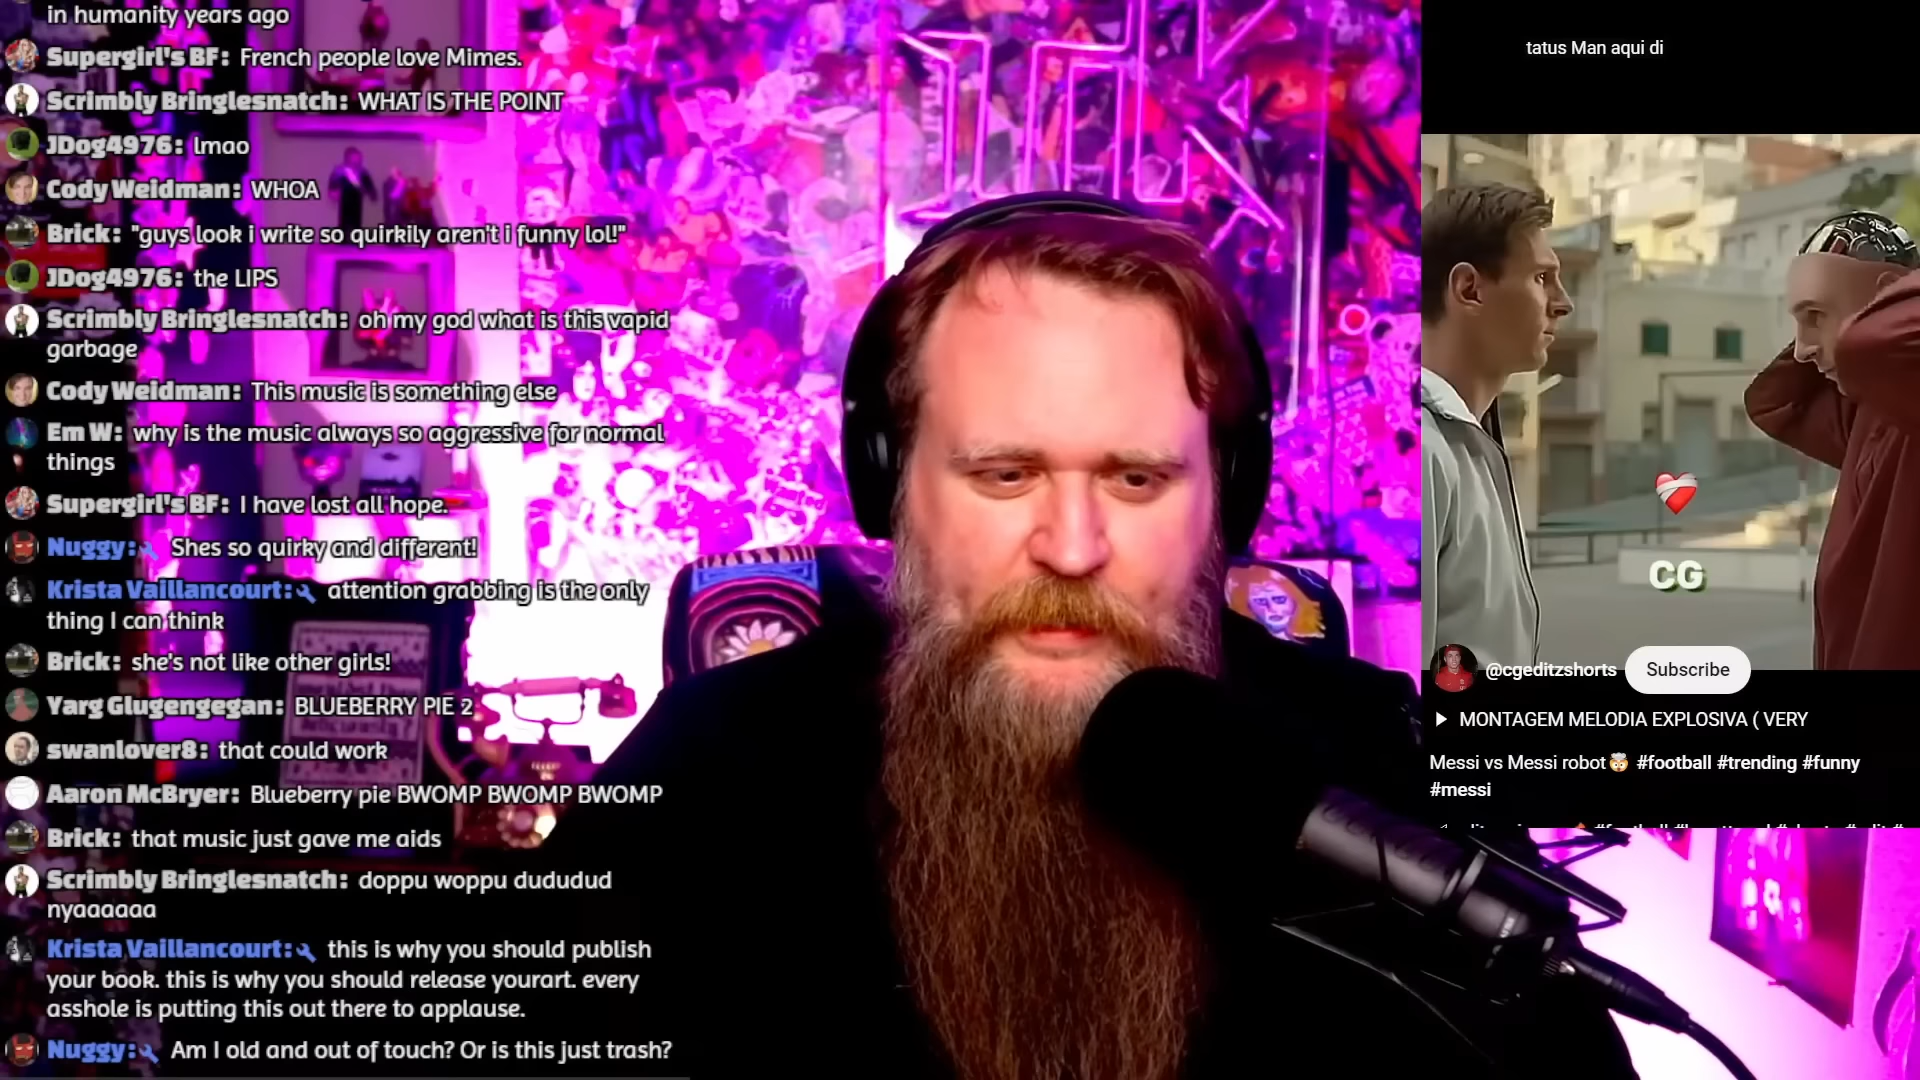 in humanity years ago
Supergirl's BF: French people love Mimes.
Scrimbly Bringlesnatch: WHAT IS THE POINT
JDog4976: lmao
Cody Weidman: WHOA
Brick: "guys look i write so quirkily aren't i funny lol!"
JDog4976: the LIPS
Scrimbly Bringlesnatch: oh my god what is this vapid
garbage
Cody Weidman: This music is something else
Em W: why is the music always so aggressive for normal
things
Supergirl's BF: I have lost all hope.
Nuggy: Shes so quirky and different!
Krista Vaillancourt: attention grabbing is the only
thing I can think
Brick: she's not like other girls!
Yarg Glugengegan: BLUEBERRY PIE 2
swanlover8: that could work
Aaron McBryer: Blueberry pie BWOMP BWOMP BWOMP
Brick: that music just gave me aids
Scrimbly Bringlesnatch: doppu woppu dududud
nyaaaaaa
Krista Vaillancourt: this is why you should publish
your book. this is why you should release yourart. every
asshole is putting this out there to applause.
Nuggy: Am I old and out of touch? Or is this just trash?
tatus Man aqui di
CG
@cgeditzshorts Subscribe
MONTAGEM MELODIA EXPLOSIVA ( VERY
Messi vs Messi robot🤯 #football #trending #funny
#messi